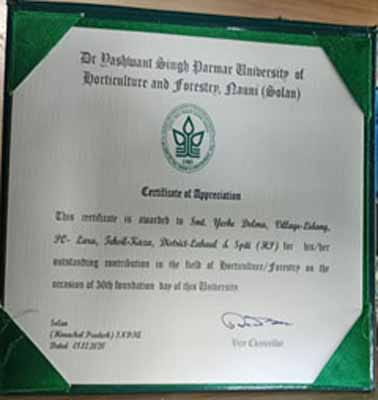 Dr Yashwant Singh Parmar University of
Horticulture and Forestry, Nauni (Solan)
Certificate of Appreciation
This certificate is awarded to Smt. Yeshe Dolma, Village-Lidang,
PO- Lara, Tehsil-Kaza, District-Lahaul & Spiti (HP) for his/her
outstanding contribution in the field of Horticulture/Forestry on the
occasion of 36th foundation day of this University
Solan
(Himachal Pradesh) INDIA
Dated
Vice Chancellor